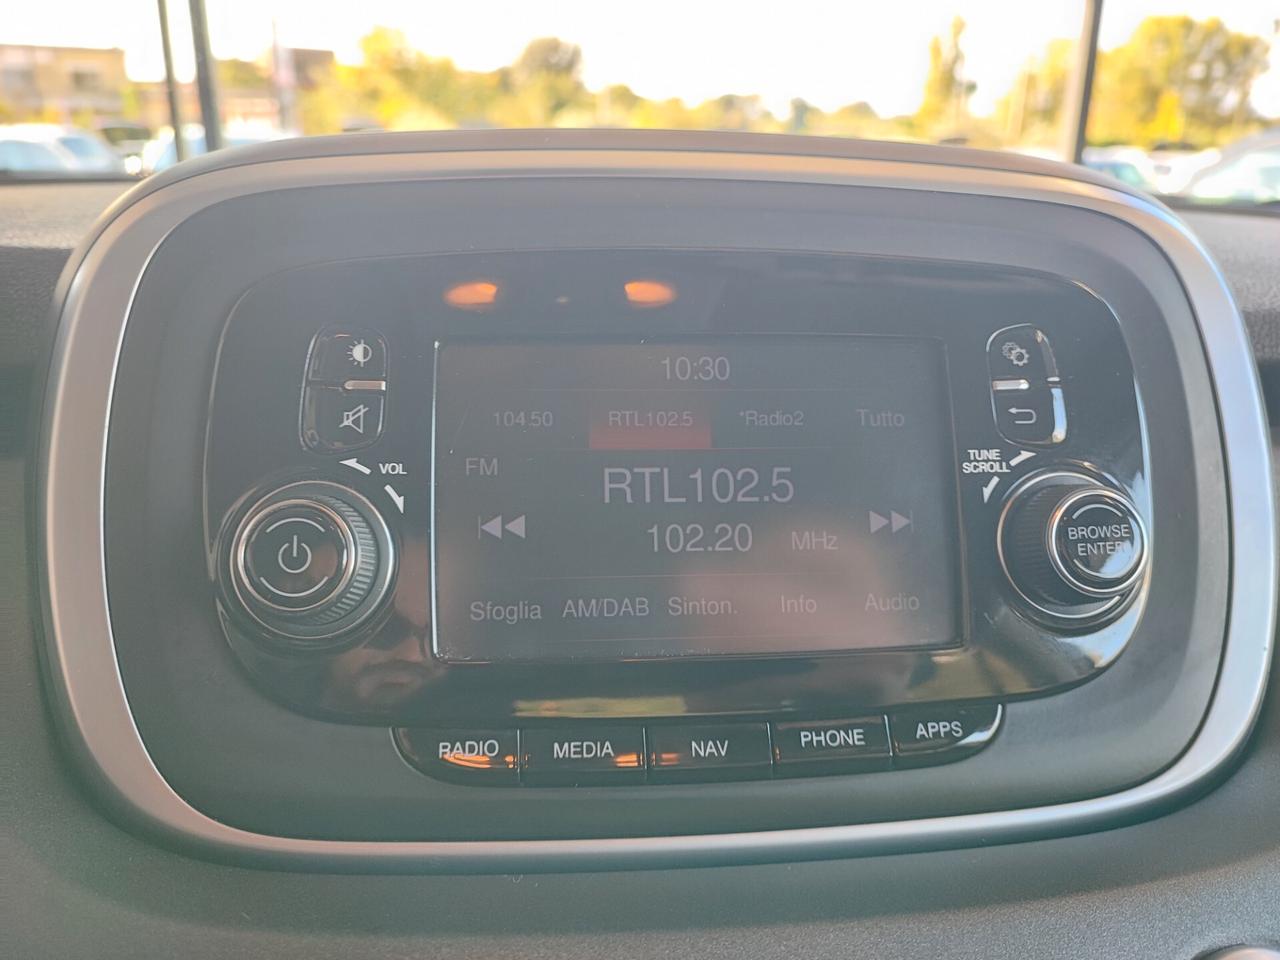 10:30
104.50 RTL102.5 *Radio2 Tutto
FM
RTL102.5
102.20 MHz
Sfoglia AM/DAB Sinton. Info Audio
VOL
TUNE
SCROLL
BROWSE
ENTER
RADIO MEDIA NAV PHONE APPS